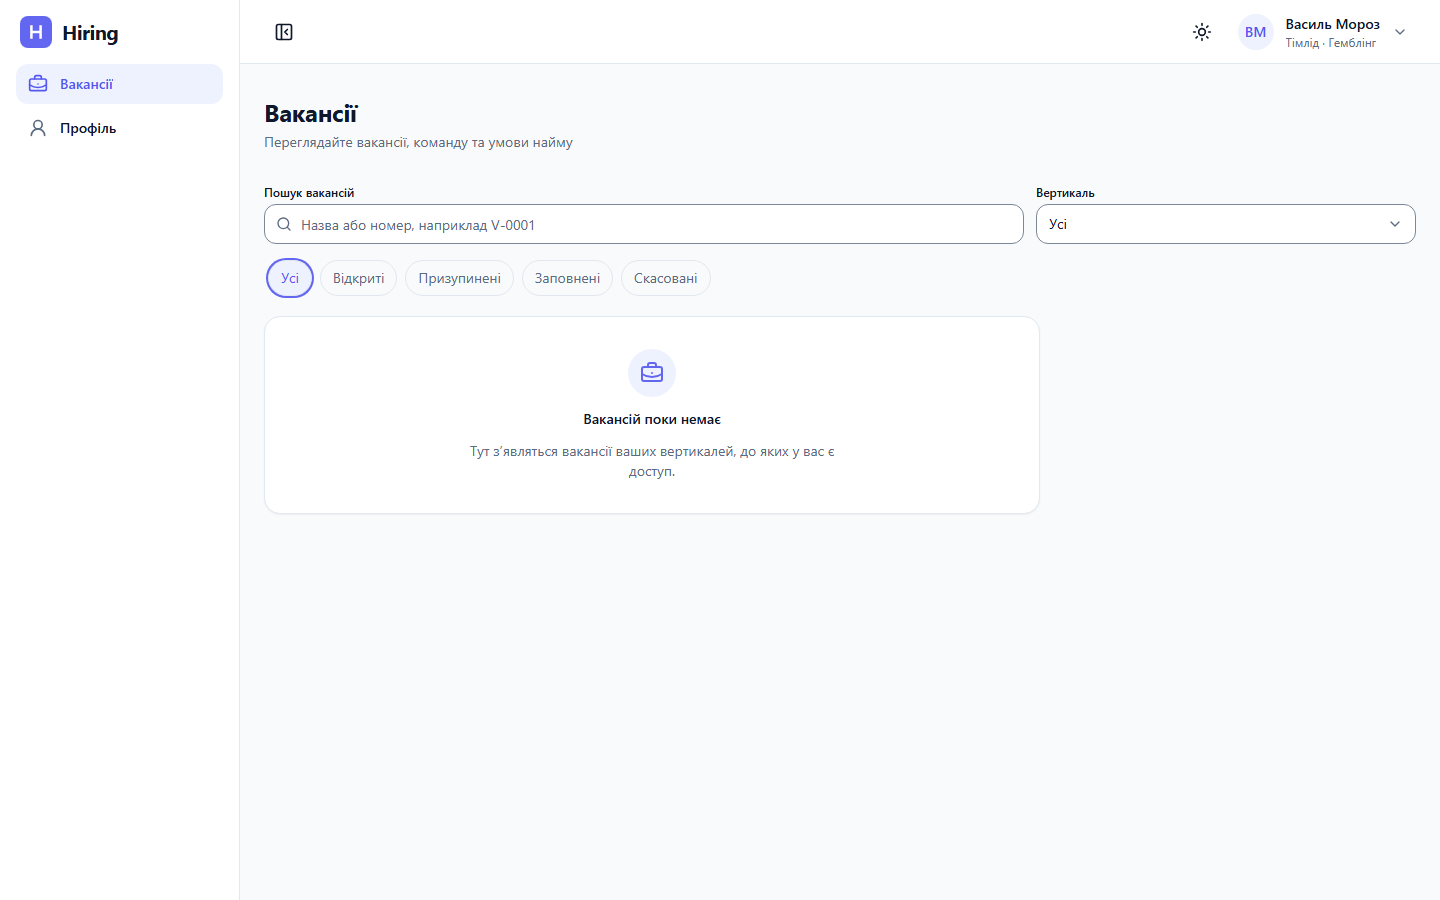 H Hiring
Вакансії
Профіль
ВМ
Василь Мороз
Тімлід · Гемблінг
Вакансії
Переглядайте вакансії, команду та умови найму
Пошук вакансій
Назва або номер, наприклад V-0001
Вертикаль
Усі
Усі Відкриті Призупинені Заповнені Скасовані
Вакансій поки немає
Тут зʼявляться вакансії ваших вертикалей, до яких у вас є
доступ.